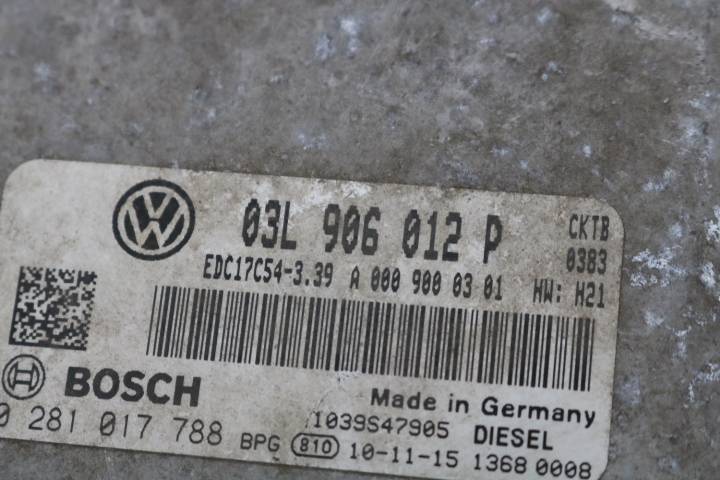 03L 906 012 P CKTB
0383
EDC17C54-3.39 A 000 900 03 01 HW: H21
BOSCH
Made in Germany
0 281 017 788
1039S47905 DIESEL
BPG 810 10-11-15 1368 0008